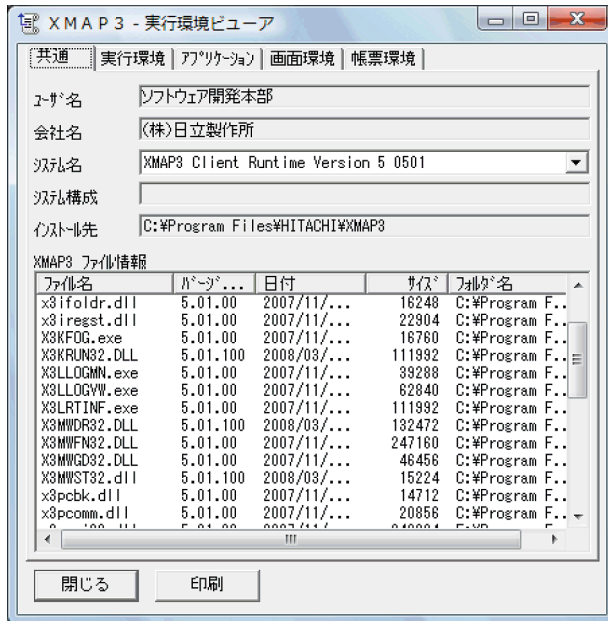 XMAP3 - 実行環境ビューア
共通 実行環境 ｱﾌﾟﾘｹｰｼｮﾝ 画面環境 帳票環境
ﾕｰｻﾞ名 ソフトウェア開発本部
会社名 (株)日立製作所
ｼｽﾃﾑ名 XMAP3 Client Runtime Version 5 0501
ｼｽﾃﾑ構成
ｲﾝｽﾄｰﾙ先 C:¥Program Files¥HITACHI¥XMAP3
XMAP3 ﾌｧｲﾙ情報
ﾌｧｲﾙ名 ﾊﾞｰｼﾞ... 日付 ｻｲｽﾞ ﾌｫﾙﾀﾞ名
x3ifoldr.dll 5.01.00 2007/11/... 16248 C:¥Program F...
x3iregst.dll 5.01.00 2007/11/... 22904 C:¥Program F...
X3KFOG.exe 5.01.00 2007/11/... 16760 C:¥Program F...
X3KRUN32.DLL 5.01.100 2008/03/... 111992 C:¥Program F...
X3LLOGMN.exe 5.01.00 2007/11/... 39288 C:¥Program F...
X3LLOGVW.exe 5.01.00 2007/11/... 62840 C:¥Program F...
X3LRTINF.exe 5.01.00 2007/11/... 111992 C:¥Program F...
X3MWDR32.DLL 5.01.100 2008/03/... 132472 C:¥Program F...
X3MWFN32.DLL 5.01.00 2007/11/... 247160 C:¥Program F...
X3MWGD32.DLL 5.01.00 2007/11/... 46456 C:¥Program F...
X3MWST32.dll 5.01.100 2008/03/... 15224 C:¥Program F...
x3pcbk.dll 5.01.00 2007/11/... 14712 C:¥Program F...
x3pcomm.dll 5.01.00 2007/11/... 20856 C:¥Program F...
閉じる 印刷